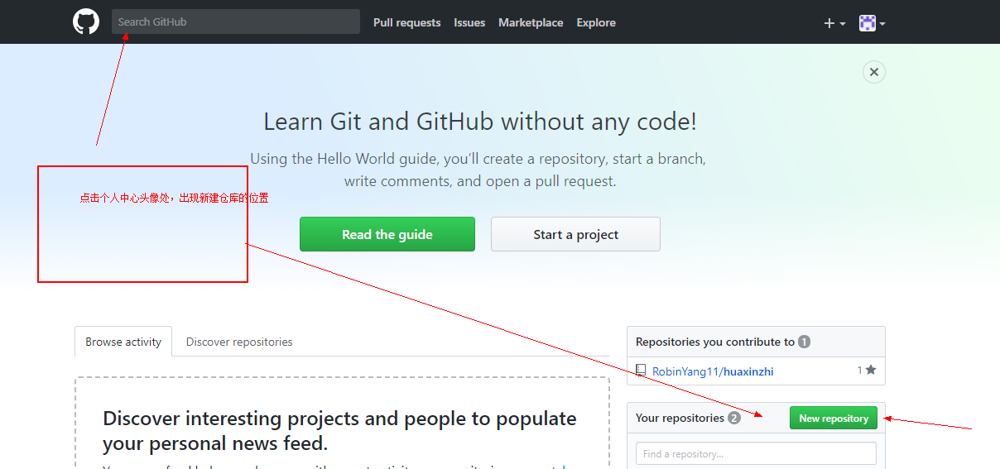 Search GitHub
Pull requests
Issues
Marketplace
Explore
Learn Git and GitHub without any code!
Using the Hello World guide, you’ll create a repository, start a branch,
write comments, and open a pull request.
点击个人中心头像处，出现新建仓库的位置
Read the guide
Start a project
Browse activity
Discover repositories
Repositories you contribute to 1
RobinYang11/huaxinzhi
1
Discover interesting projects and people to populate
your personal news feed.
Your repositories 2
New repository
Find a repository...